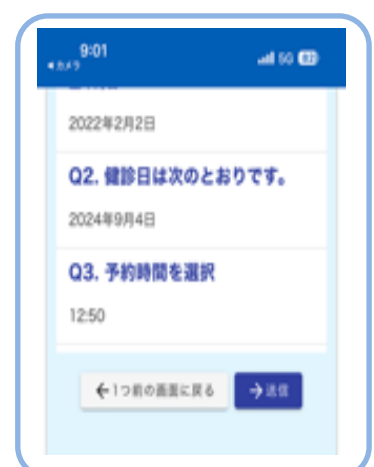 9:01
◀カメラ
5G 82
2022年2月2日
Q2. 健診日は次のとおりです。
2024年9月4日
Q3. 予約時間を選択
12:50
←1つ前の画面に戻る
→送信